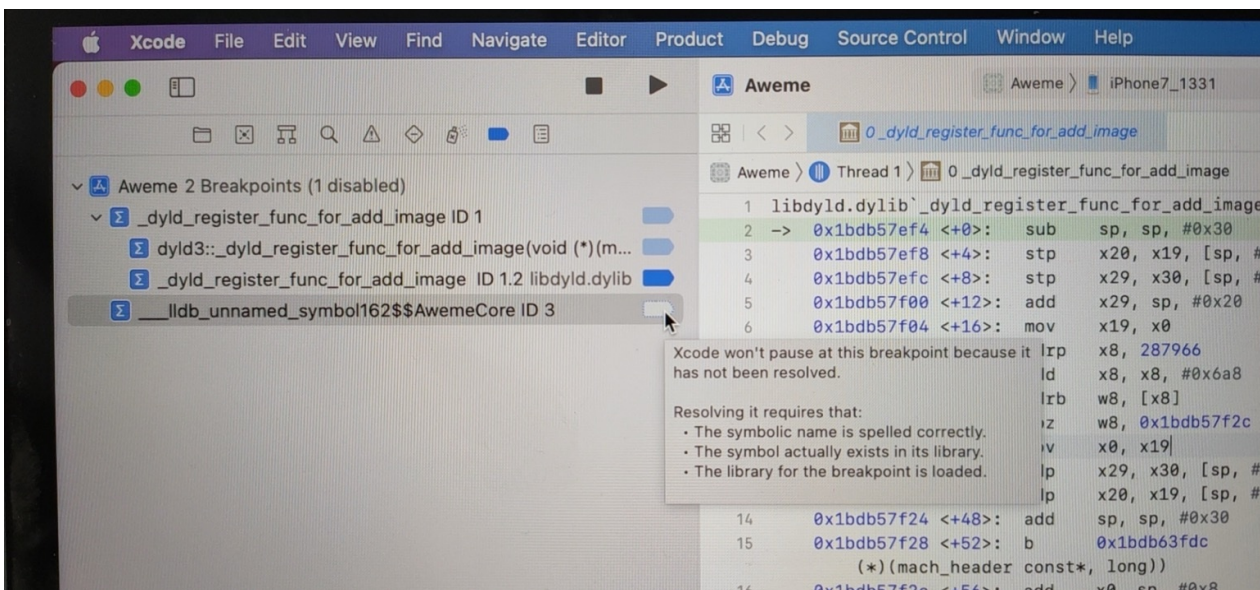 Xcode File Edit View Find Navigate Editor Product Debug Source Control Window Help
Aweme
Aweme 〉 iPhone7_1331
0 _dyld_register_func_for_add_image
Aweme 〉 Thread 1 〉 0 _dyld_register_func_for_add_image
Aweme 2 Breakpoints (1 disabled)
_dyld_register_func_for_add_image ID 1
dyld3::_dyld_register_func_for_add_image(void (*)(m...
_dyld_register_func_for_add_image ID 1.2 libdyld.dylib
___lldb_unnamed_symbol162$$AwemeCore ID 3
Xcode won't pause at this breakpoint because it
has not been resolved.
Resolving it requires that:
• The symbolic name is spelled correctly.
• The symbol actually exists in its library.
• The library for the breakpoint is loaded.
1 libdyld.dylib`_dyld_register_func_for_add_image
2 -> 0x1bdb57ef4 <+0>: sub sp, sp, #0x30
3 0x1bdb57ef8 <+4>: stp x20, x19, [sp, #
4 0x1bdb57efc <+8>: stp x29, x30, [sp, #
5 0x1bdb57f00 <+12>: add x29, sp, #0x20
6 0x1bdb57f04 <+16>: mov x19, x0
lrp x8, 287966
ld x8, x8, #0x6a8
lrb w8, [x8]
z w8, 0x1bdb57f2c
v x0, x19
lp x29, x30, [sp, #
lp x20, x19, [sp, #
14 0x1bdb57f24 <+48>: add sp, sp, #0x30
15 0x1bdb57f28 <+52>: b 0x1bdb63fdc
(*)(mach_header const*, long))